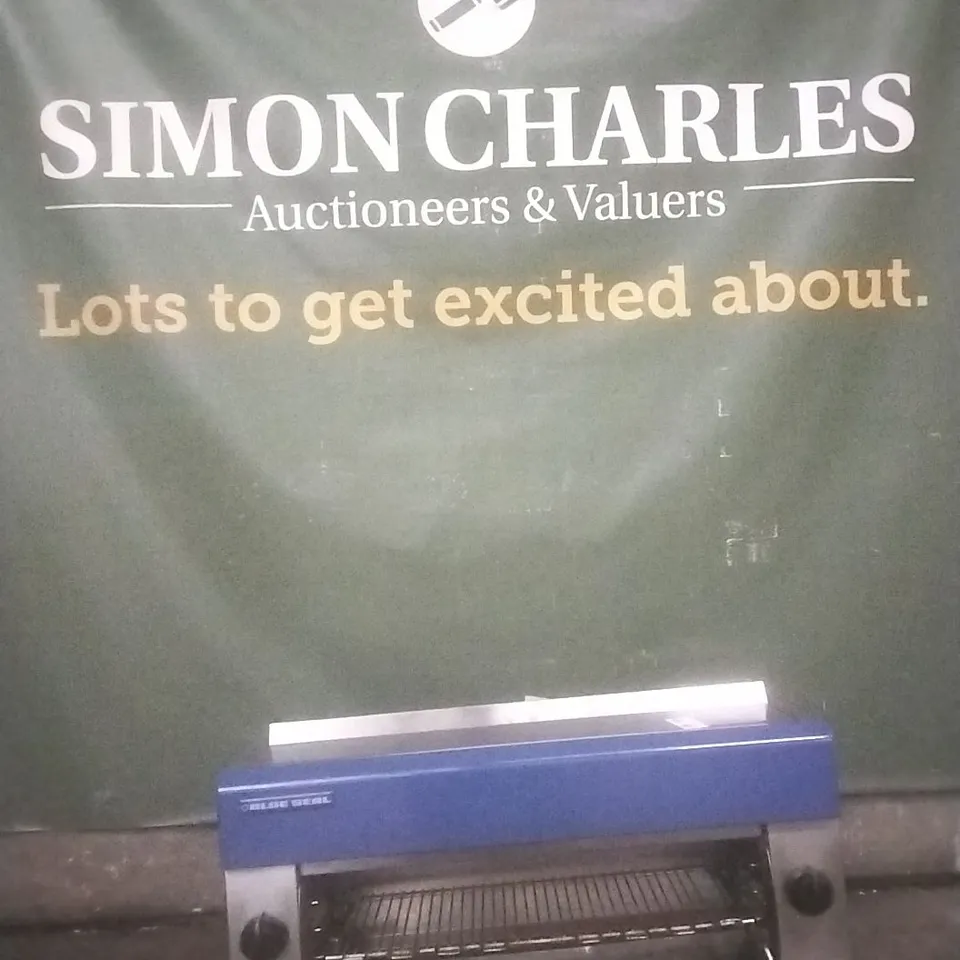 SIMON CHARLES
Auctioneers & Valuers
Lots to get excited about.
BLUE SEAL